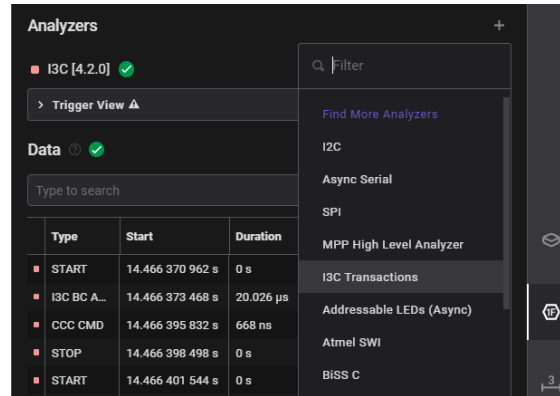 Analyzers
I3C [4.2.0]
Trigger View
Data
Type to search
Type Start Duration
START 14.466 370 962 s 0 s
I3C BC A... 14.466 373 468 s 20.026 μs
CCC CMD 14.466 395 832 s 668 ns
STOP 14.466 398 498 s 0 s
START 14.466 401 544 s 0 s
Filter
Find More Analyzers
I2C
Async Serial
SPI
MPP High Level Analyzer
I3C Transactions
Addressable LEDs (Async)
Atmel SWI
BiSS C
1F
3